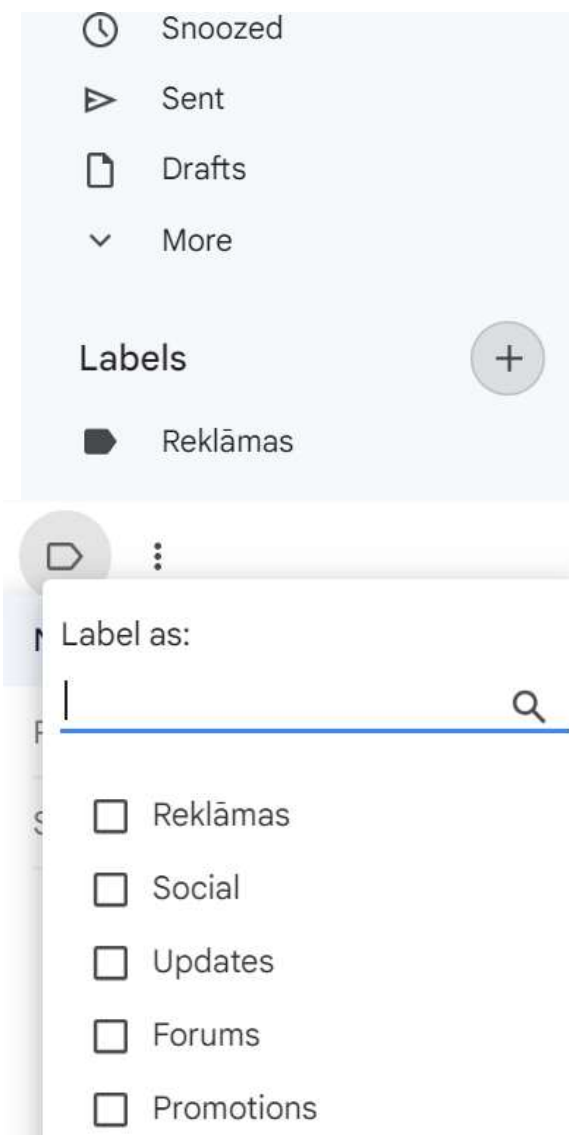 Snoozed
Sent
Drafts
More
Labels
Reklāmas
Label as:
Reklāmas
Social
Updates
Forums
Promotions